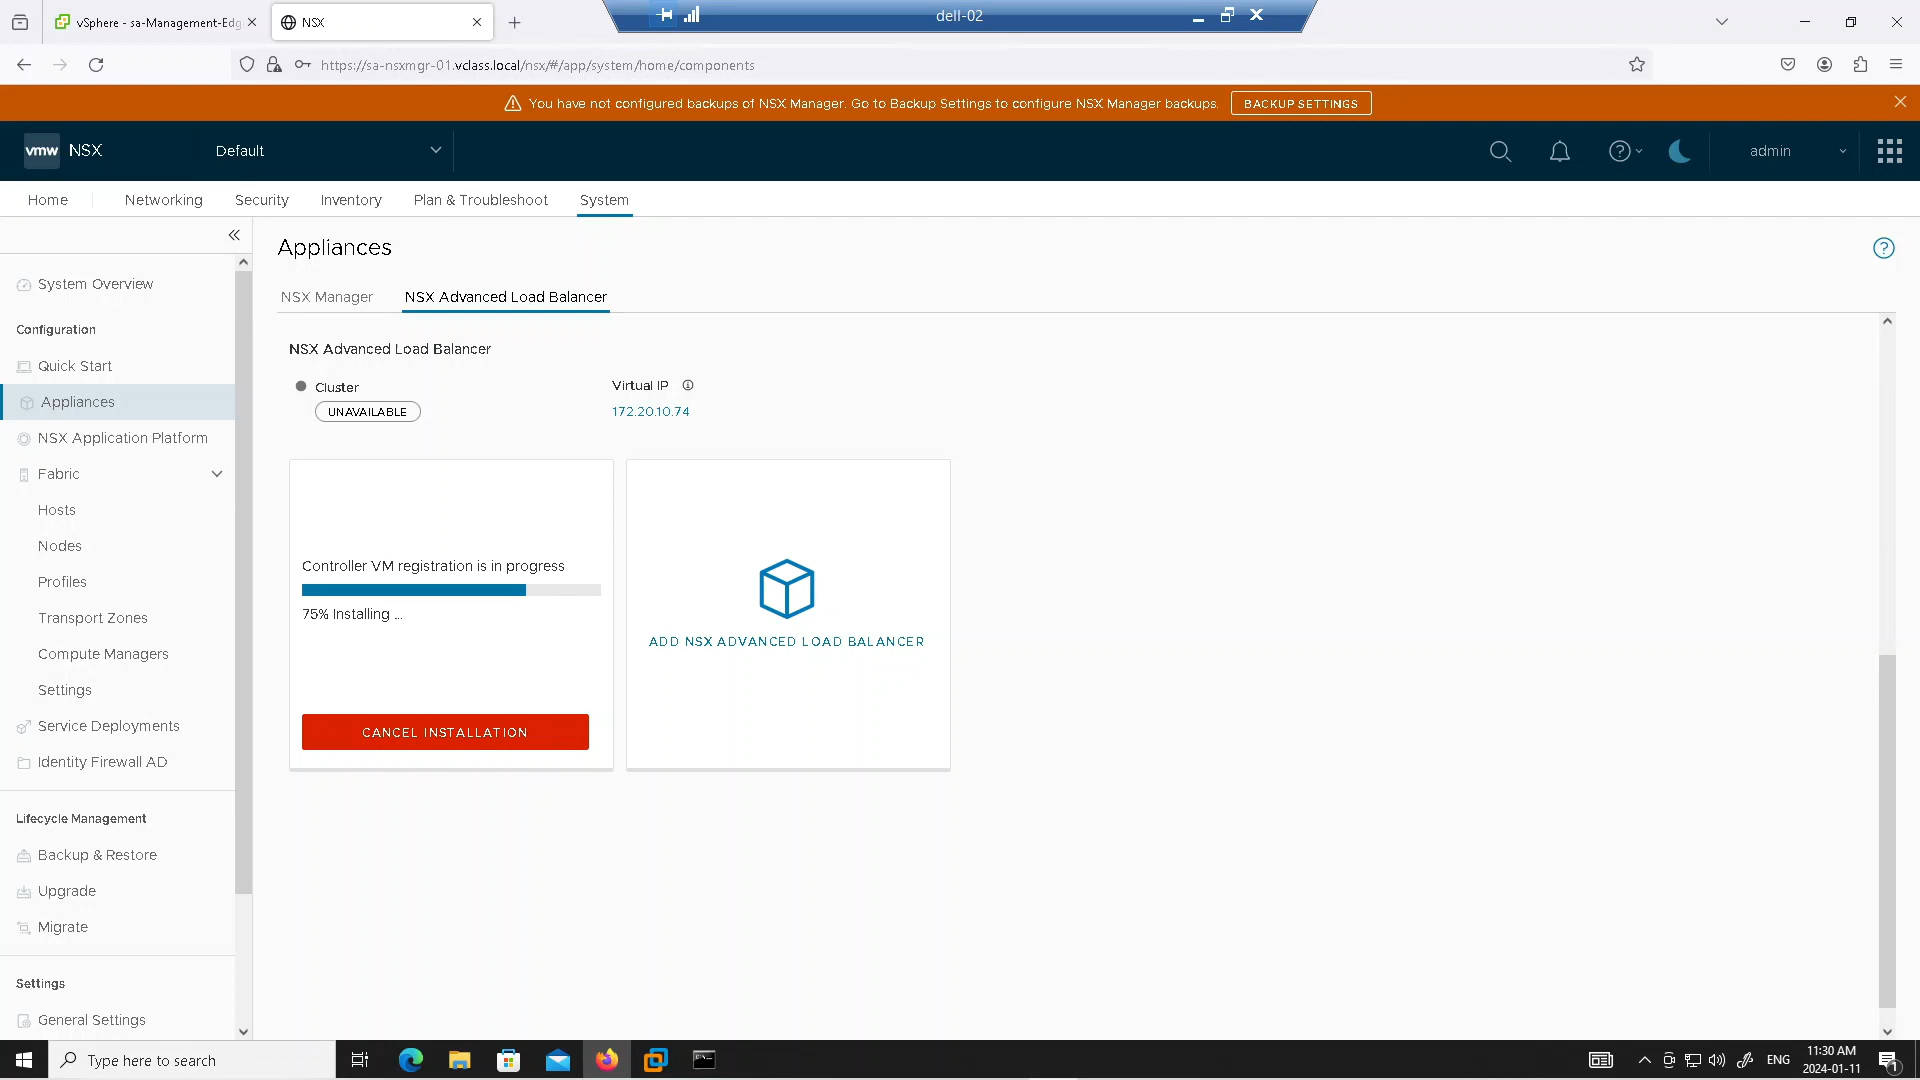 vSphere - sa-Management-Edg
NSX
dell-02
https://sa-nsxmgr-01.vclass.local/nsx/#/app/system/home/components
You have not configured backups of NSX Manager. Go to Backup Settings to configure NSX Manager backups.
BACKUP SETTINGS
vmw NSX
Default
admin
Home
Networking
Security
Inventory
Plan & Troubleshoot
System
Appliances
NSX Manager
NSX Advanced Load Balancer
System Overview
Configuration
Quick Start
Appliances
NSX Application Platform
Fabric
Hosts
Nodes
Profiles
Transport Zones
Compute Managers
Settings
Service Deployments
Identity Firewall AD
Lifecycle Management
Backup & Restore
Upgrade
Migrate
Settings
General Settings
NSX Advanced Load Balancer
Cluster
UNAVAILABLE
Virtual IP
172.20.10.74
Controller VM registration is in progress
75% Installing ...
CANCEL INSTALLATION
ADD NSX ADVANCED LOAD BALANCER
Type here to search
ENG
11:30 AM
2024-01-11
1